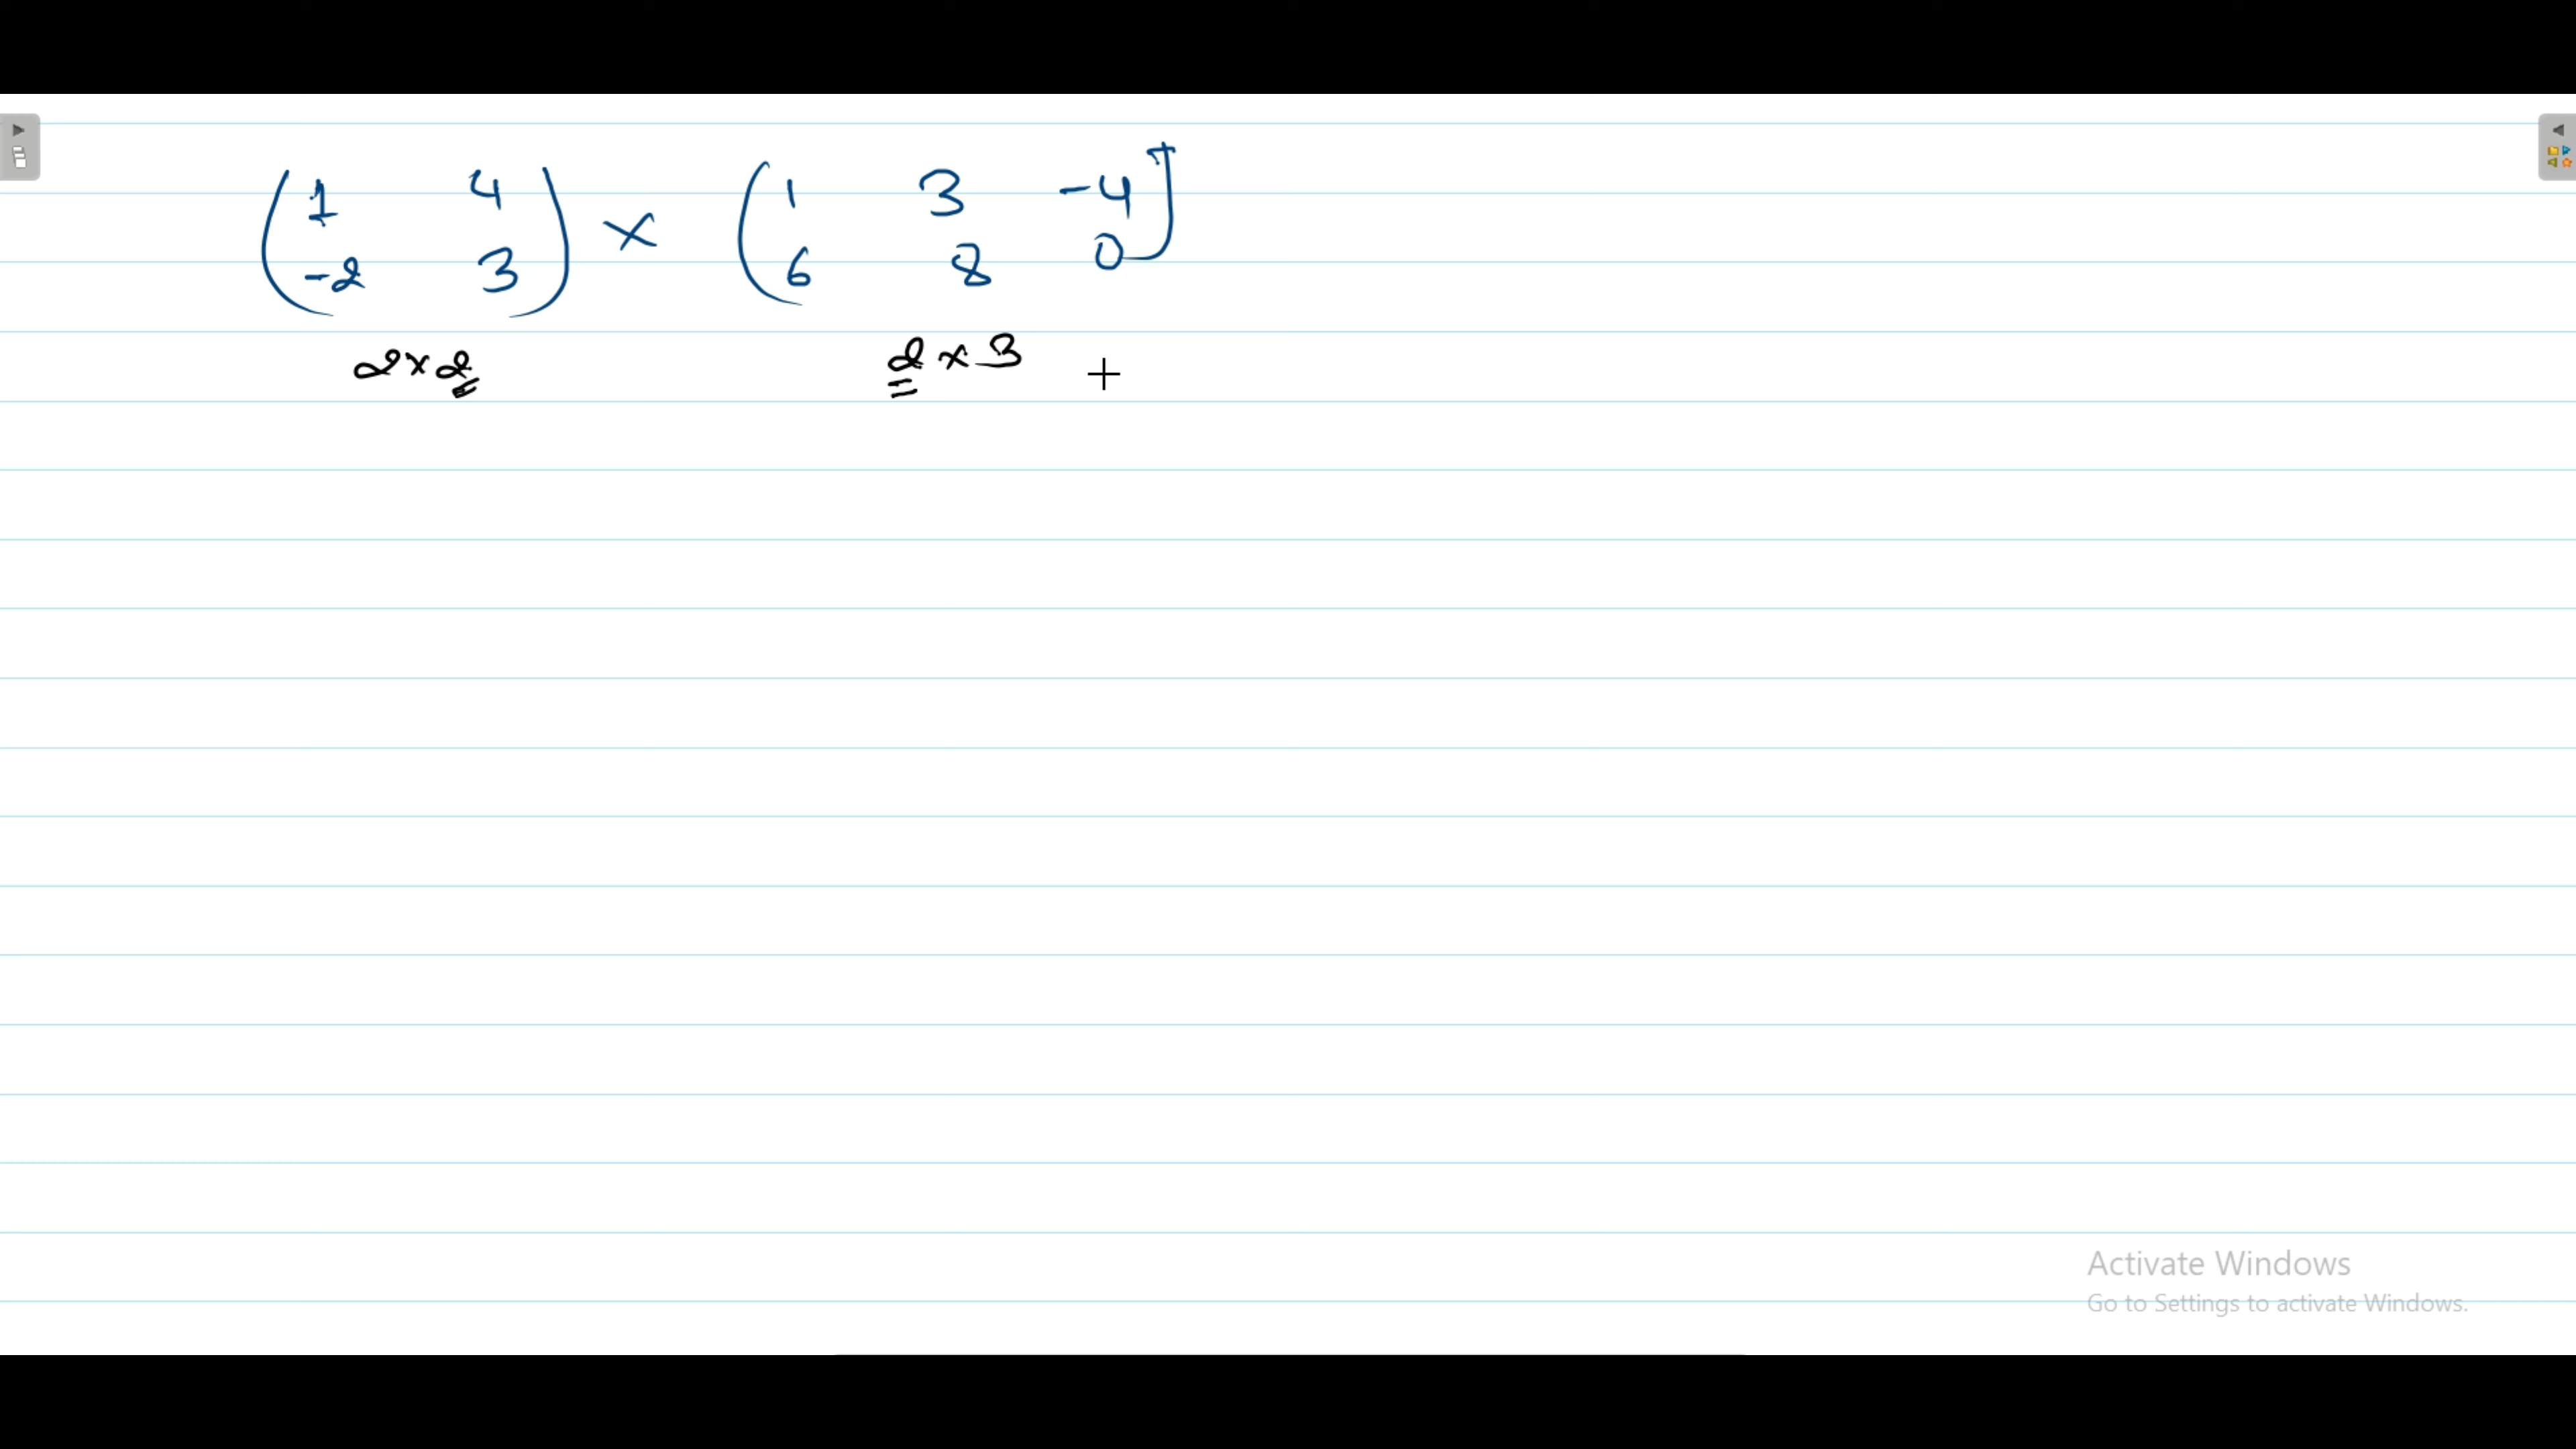 (1 4) × (1 3 -4]
(-2 3) (6 8 0]
2×2 2×3
Activate Windows
Go to Settings to activate Windows.